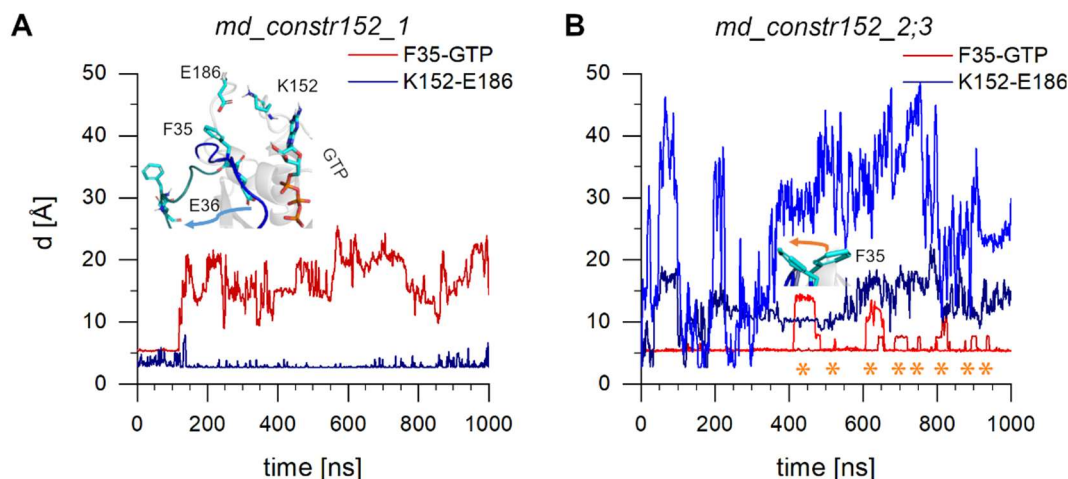 A
md_constr152_1
F35-GTP
K152-E186
E186
K152
F35
GTP
E36
d [Å]
50
40
30
20
10
0
0
200
400
600
800
1000
time [ns]
B
md_constr152_2;3
F35-GTP
K152-E186
F35
50
40
30
20
10
0
* * * * * * * *
0
200
400
600
800
1000
time [ns]